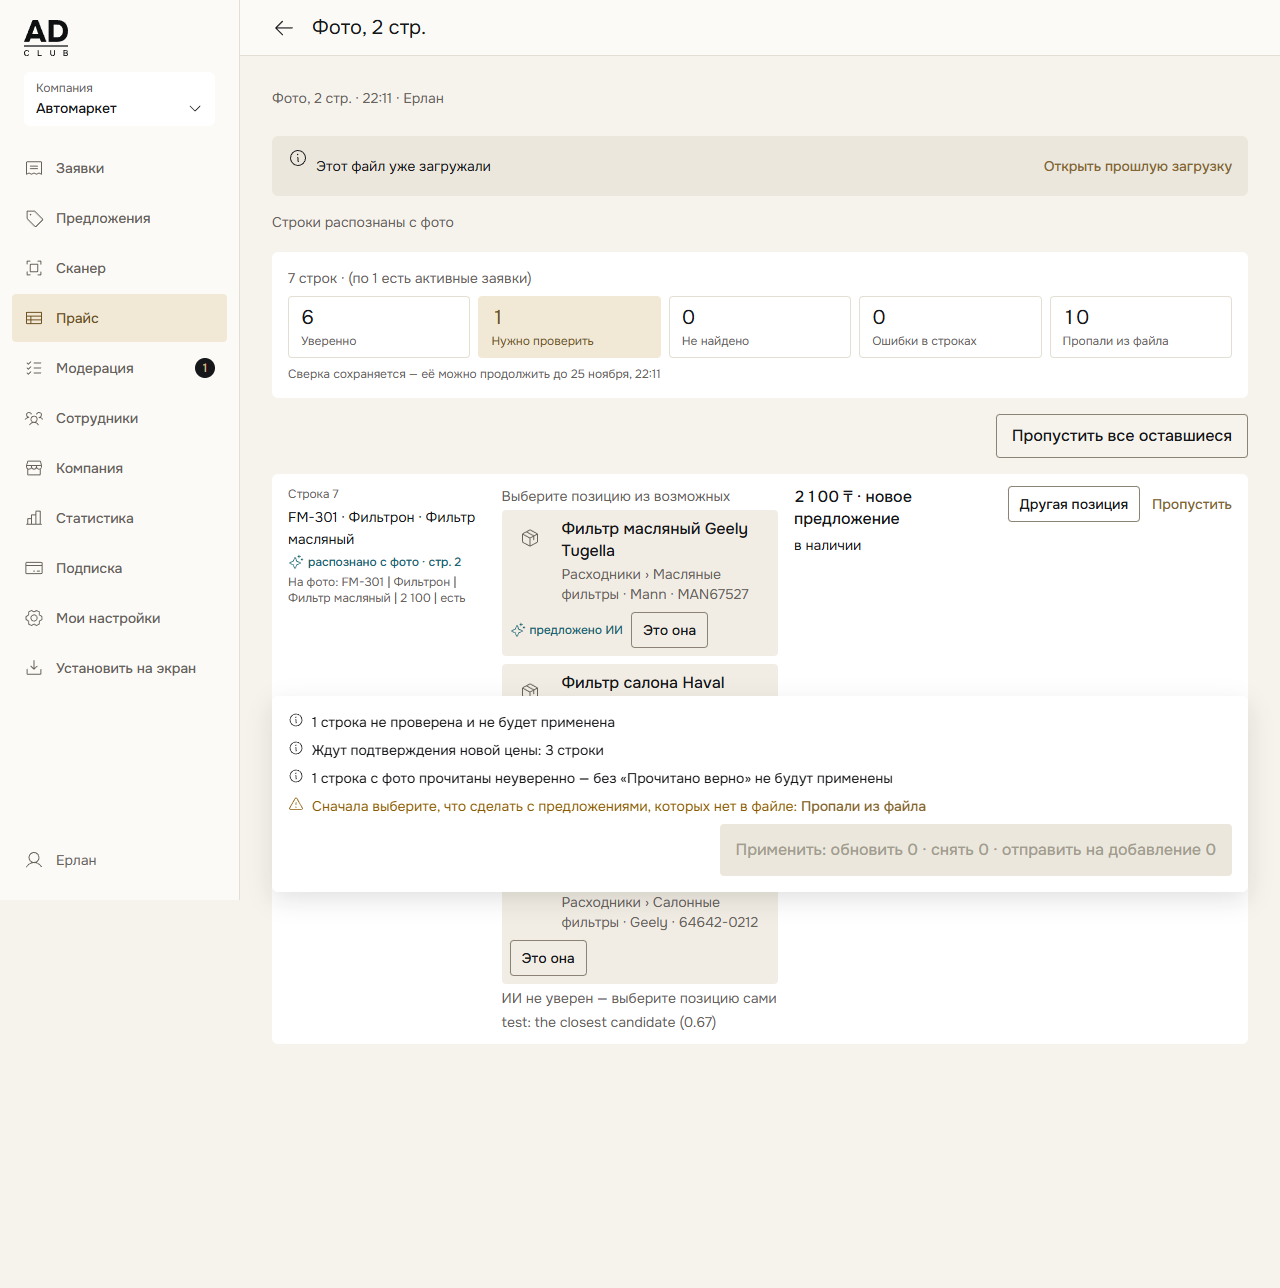 AD
CLUB
Компания
Автомаркет
Заявки
Предложения
Сканер
Прайс
Модерация
1
Сотрудники
Компания
Статистика
Подписка
Мои настройки
Установить на экран
Ерлан
Фото, 2 стр.
Фото, 2 стр. · 22:11 · Ерлан
Этот файл уже загружали
Открыть прошлую загрузку
Строки распознаны с фото
7 строк · (по 1 есть активные заявки)
6
Уверенно
1
Нужно проверить
0
Не найдено
0
Ошибки в строках
10
Пропали из файла
Сверка сохраняется — её можно продолжить до 25 ноября, 22:11
Пропустить все оставшиеся
Строка 7
FM-301 · Фильтрон · Фильтр
масляный
распознано с фото · стр. 2
На фото: FM-301 | Фильтрон |
Фильтр масляный | 2 100 | есть
Выберите позицию из возможных
Фильтр масляный Geely
Tugella
Расходники › Масляные
фильтры · Mann · MAN67527
предложено ИИ
Это она
Фильтр салона Haval
2 100 ₸ · новое
предложение
в наличии
Другая позиция
Пропустить
1 строка не проверена и не будет применена
Ждут подтверждения новой цены: 3 строки
1 строка с фото прочитаны неуверенно — без «Прочитано верно» не будут применены
Сначала выберите, что сделать с предложениями, которых нет в файле: Пропали из файла
Применить: обновить 0 · снять 0 · отправить на добавление 0
Расходники › Салонные
фильтры · Geely · 64642-0212
Это она
ИИ не уверен — выберите позицию сами
test: the closest candidate (0.67)